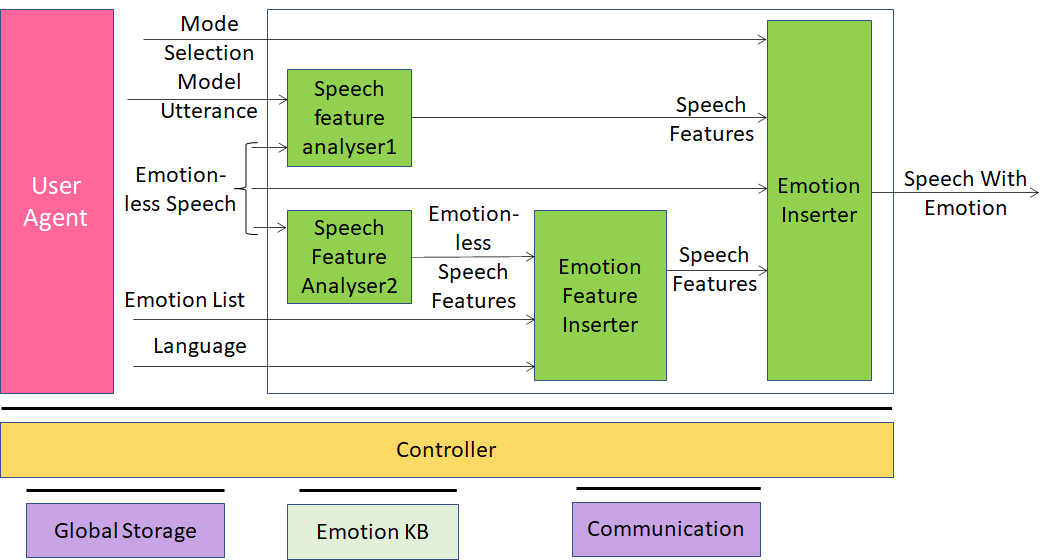 User
Agent
Mode
Selection
Model
Utterance
Emotion-
less Speech
Emotion List
Language
Speech
feature
analyser1
Speech
Feature
Analyser2
Emotion-
less
Speech
Features
Emotion
Feature
Inserter
Speech
Features
Speech
Features
Emotion
Inserter
Speech With
Emotion
Controller
Global Storage
Emotion KB
Communication